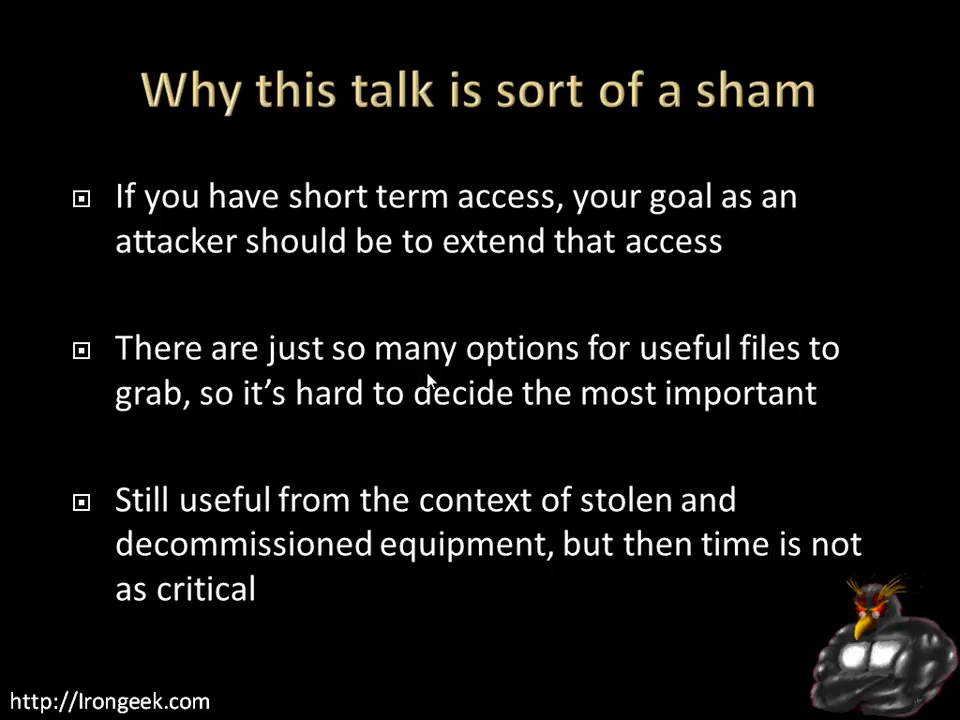 Why this talk is sort of a sham
If you have short term access, your goal as an
attacker should be to extend that access
There are just so many options for useful files to
grab, so it’s hard to decide the most important
Still useful from the context of stolen and
decommissioned equipment, but then time is not
as critical
http://Irongeek.com